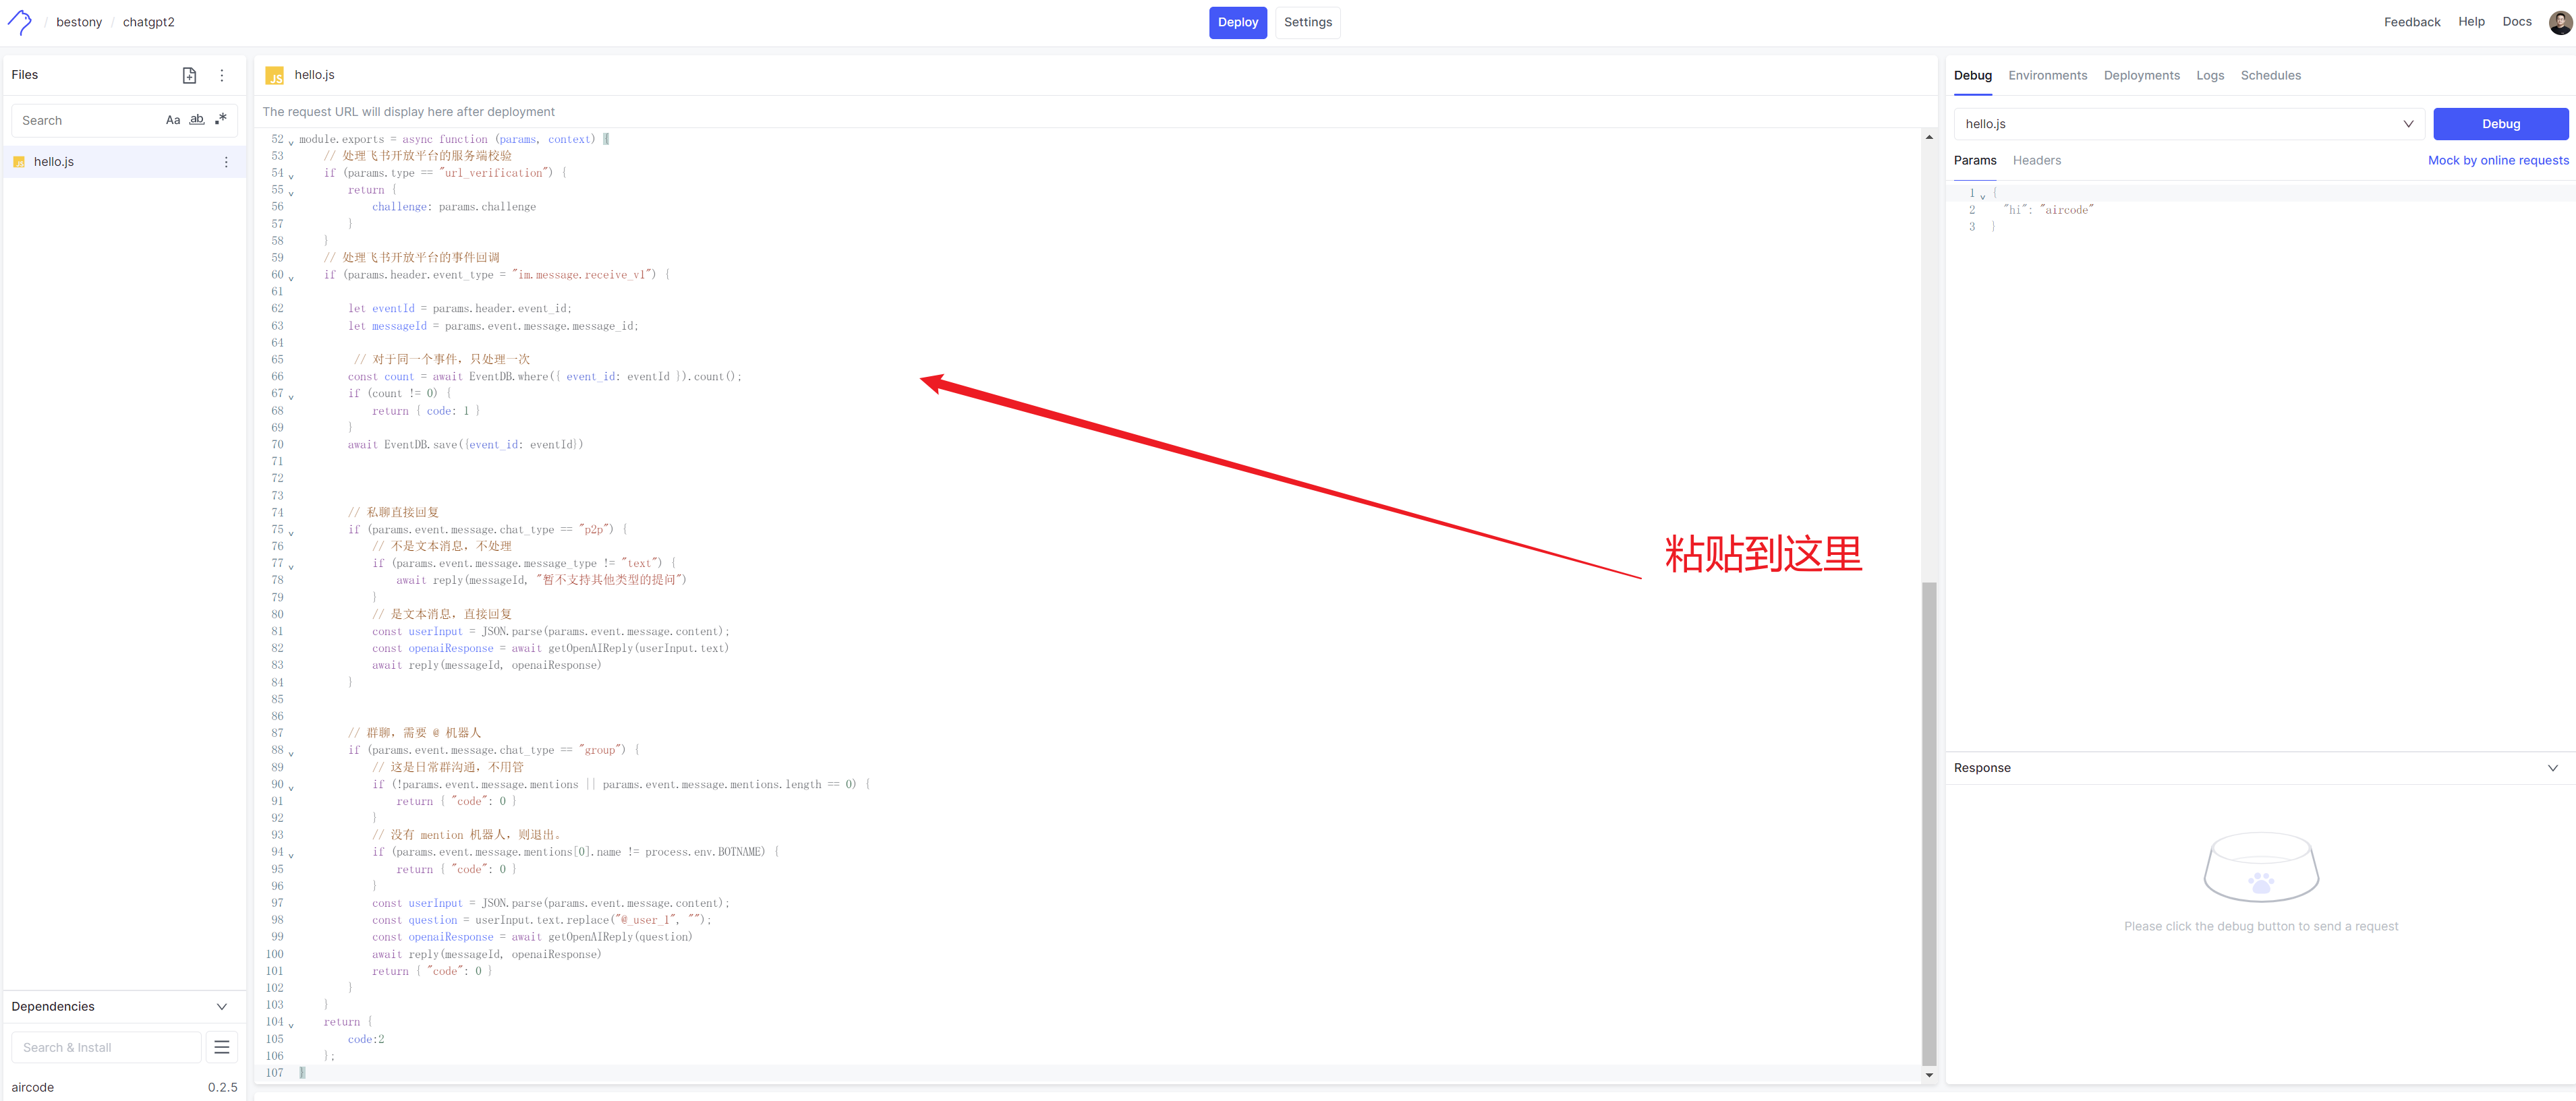 / bestony / chatgpt2
Deploy
Settings
Feedback Help Docs
Files
Search Aa ab .*
JS hello.js
Dependencies
Search & Install
aircode 0.2.5
JS hello.js
The request URL will display here after deployment
52 module.exports = async function (params, context) {
53 // 处理飞书开放平台的服务端校验
54 if (params.type == "url_verification") {
55 return {
56 challenge: params.challenge
57 }
58 }
59 // 处理飞书开放平台的事件回调
60 if (params.header.event_type = "im.message.receive_v1") {
61
62 let eventId = params.header.event_id;
63 let messageId = params.event.message.message_id;
64
65 // 对于同一个事件，只处理一次
66 const count = await EventDB.where({ event_id: eventId }).count();
67 if (count != 0) {
68 return { code: 1 }
69 }
70 await EventDB.save({event_id: eventId})
71
72
73
74 // 私聊直接回复
75 if (params.event.message.chat_type == "p2p") {
76 // 不是文本消息，不处理
77 if (params.event.message.message_type != "text") {
78 await reply(messageId, "暂不支持其他类型的提问")
79 }
80 // 是文本消息，直接回复
81 const userInput = JSON.parse(params.event.message.content);
82 const openaiResponse = await getOpenAIReply(userInput.text)
83 await reply(messageId, openaiResponse)
84 }
85
86
87 // 群聊，需要 @ 机器人
88 if (params.event.message.chat_type == "group") {
89 // 这是日常群沟通，不用管
90 if (!params.event.message.mentions || params.event.message.mentions.length == 0) {
91 return { "code": 0 }
92 }
93 // 没有 mention 机器人，则退出。
94 if (params.event.message.mentions[0].name != process.env.BOTNAME) {
95 return { "code": 0 }
96 }
97 const userInput = JSON.parse(params.event.message.content);
98 const question = userInput.text.replace("@_user_1", "");
99 const openaiResponse = await getOpenAIReply(question)
100 await reply(messageId, openaiResponse)
101 return { "code": 0 }
102 }
103 }
104 return {
105 code:2
106 };
107 }
粘贴到这里
Debug Environments Deployments Logs Schedules
hello.js
Debug
Params Headers Mock by online requests
1 {
2 "hi": "aircode"
3 }
Response
Please click the debug button to send a request